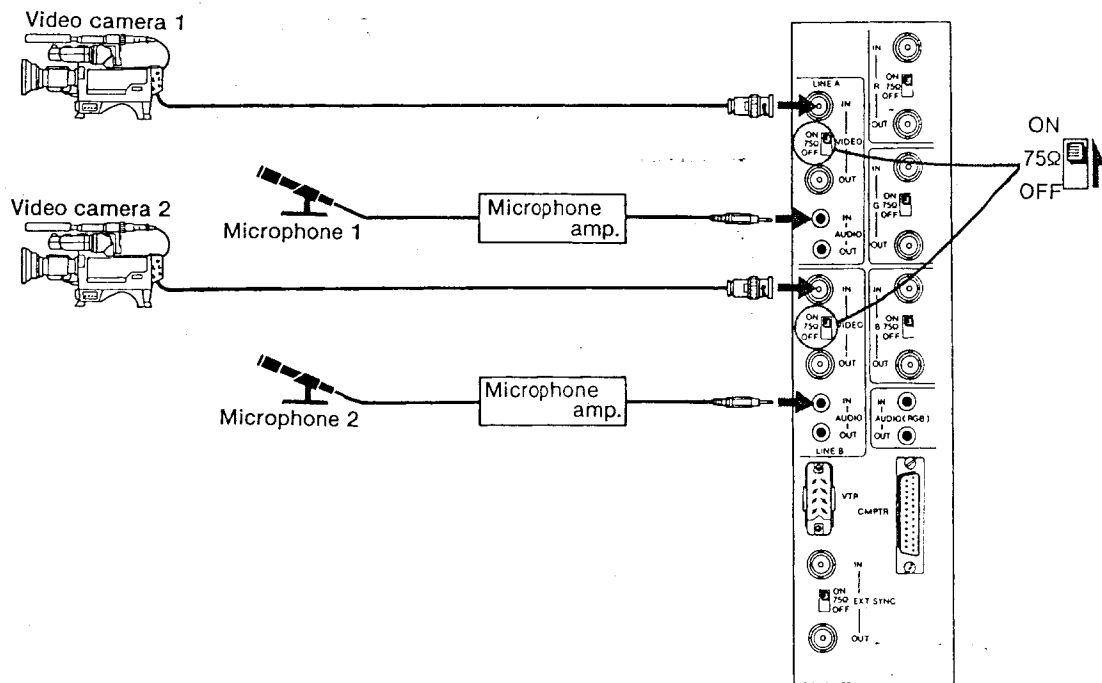 Video camera 1
Microphone 1
Microphone
amp.
Video camera 2
Microphone 2
Microphone
amp.
LINE A
IN
ON
75Ω
OFF
VIDEO
OUT
IN
AUDIO
OUT
IN
ON
75Ω
OFF
VIDEO
OUT
IN
AUDIO
OUT
LINE B
IN
ON
R 75Ω
OFF
OUT
IN
ON
G 75Ω
OFF
OUT
IN
ON
B 75Ω
OFF
OUT
IN
AUDIO (RGB)
OUT
VTR
CMPTR
IN
ON
75Ω EXT SYNC
OFF
OUT
ON
75Ω
OFF